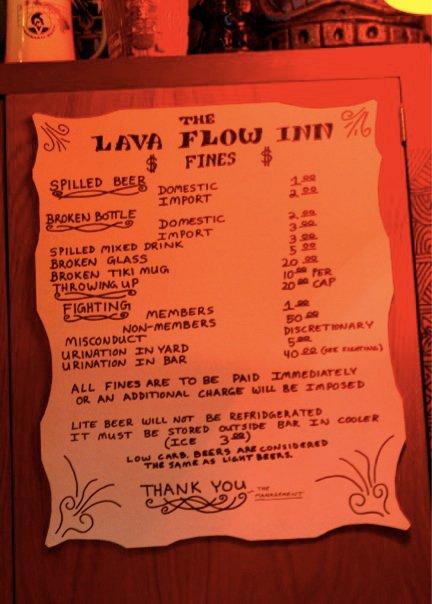 THE
LAVA FLOW INN
$ FINES $
SPILLED BEER
DOMESTIC 1.00
IMPORT 2.00
BROKEN BOTTLE
DOMESTIC 2.00
IMPORT 3.00
SPILLED MIXED DRINK 3.00
BROKEN GLASS 5.00
BROKEN TIKI MUG 20.00
THROWING UP 10.00 PER
20.00 CAP
FIGHTING
MEMBERS 1.00
NON-MEMBERS 50.00
MISCONDUCT DISCRETIONARY
URINATION IN YARD 5.00
URINATION IN BAR 40.00 (SEE FIGHTING)
ALL FINES ARE TO BE PAID IMMEDIATELY
OR AN ADDITIONAL CHARGE WILL BE IMPOSED
LITE BEER WILL NOT BE REFRIDGERATED
IT MUST BE STORED OUTSIDE BAR IN COOLER
(ICE 3.00)
LOW CARB. BEERS ARE CONSIDERED
THE SAME AS LIGHT BEERS.
THANK YOU - THE
MANAGEMENT